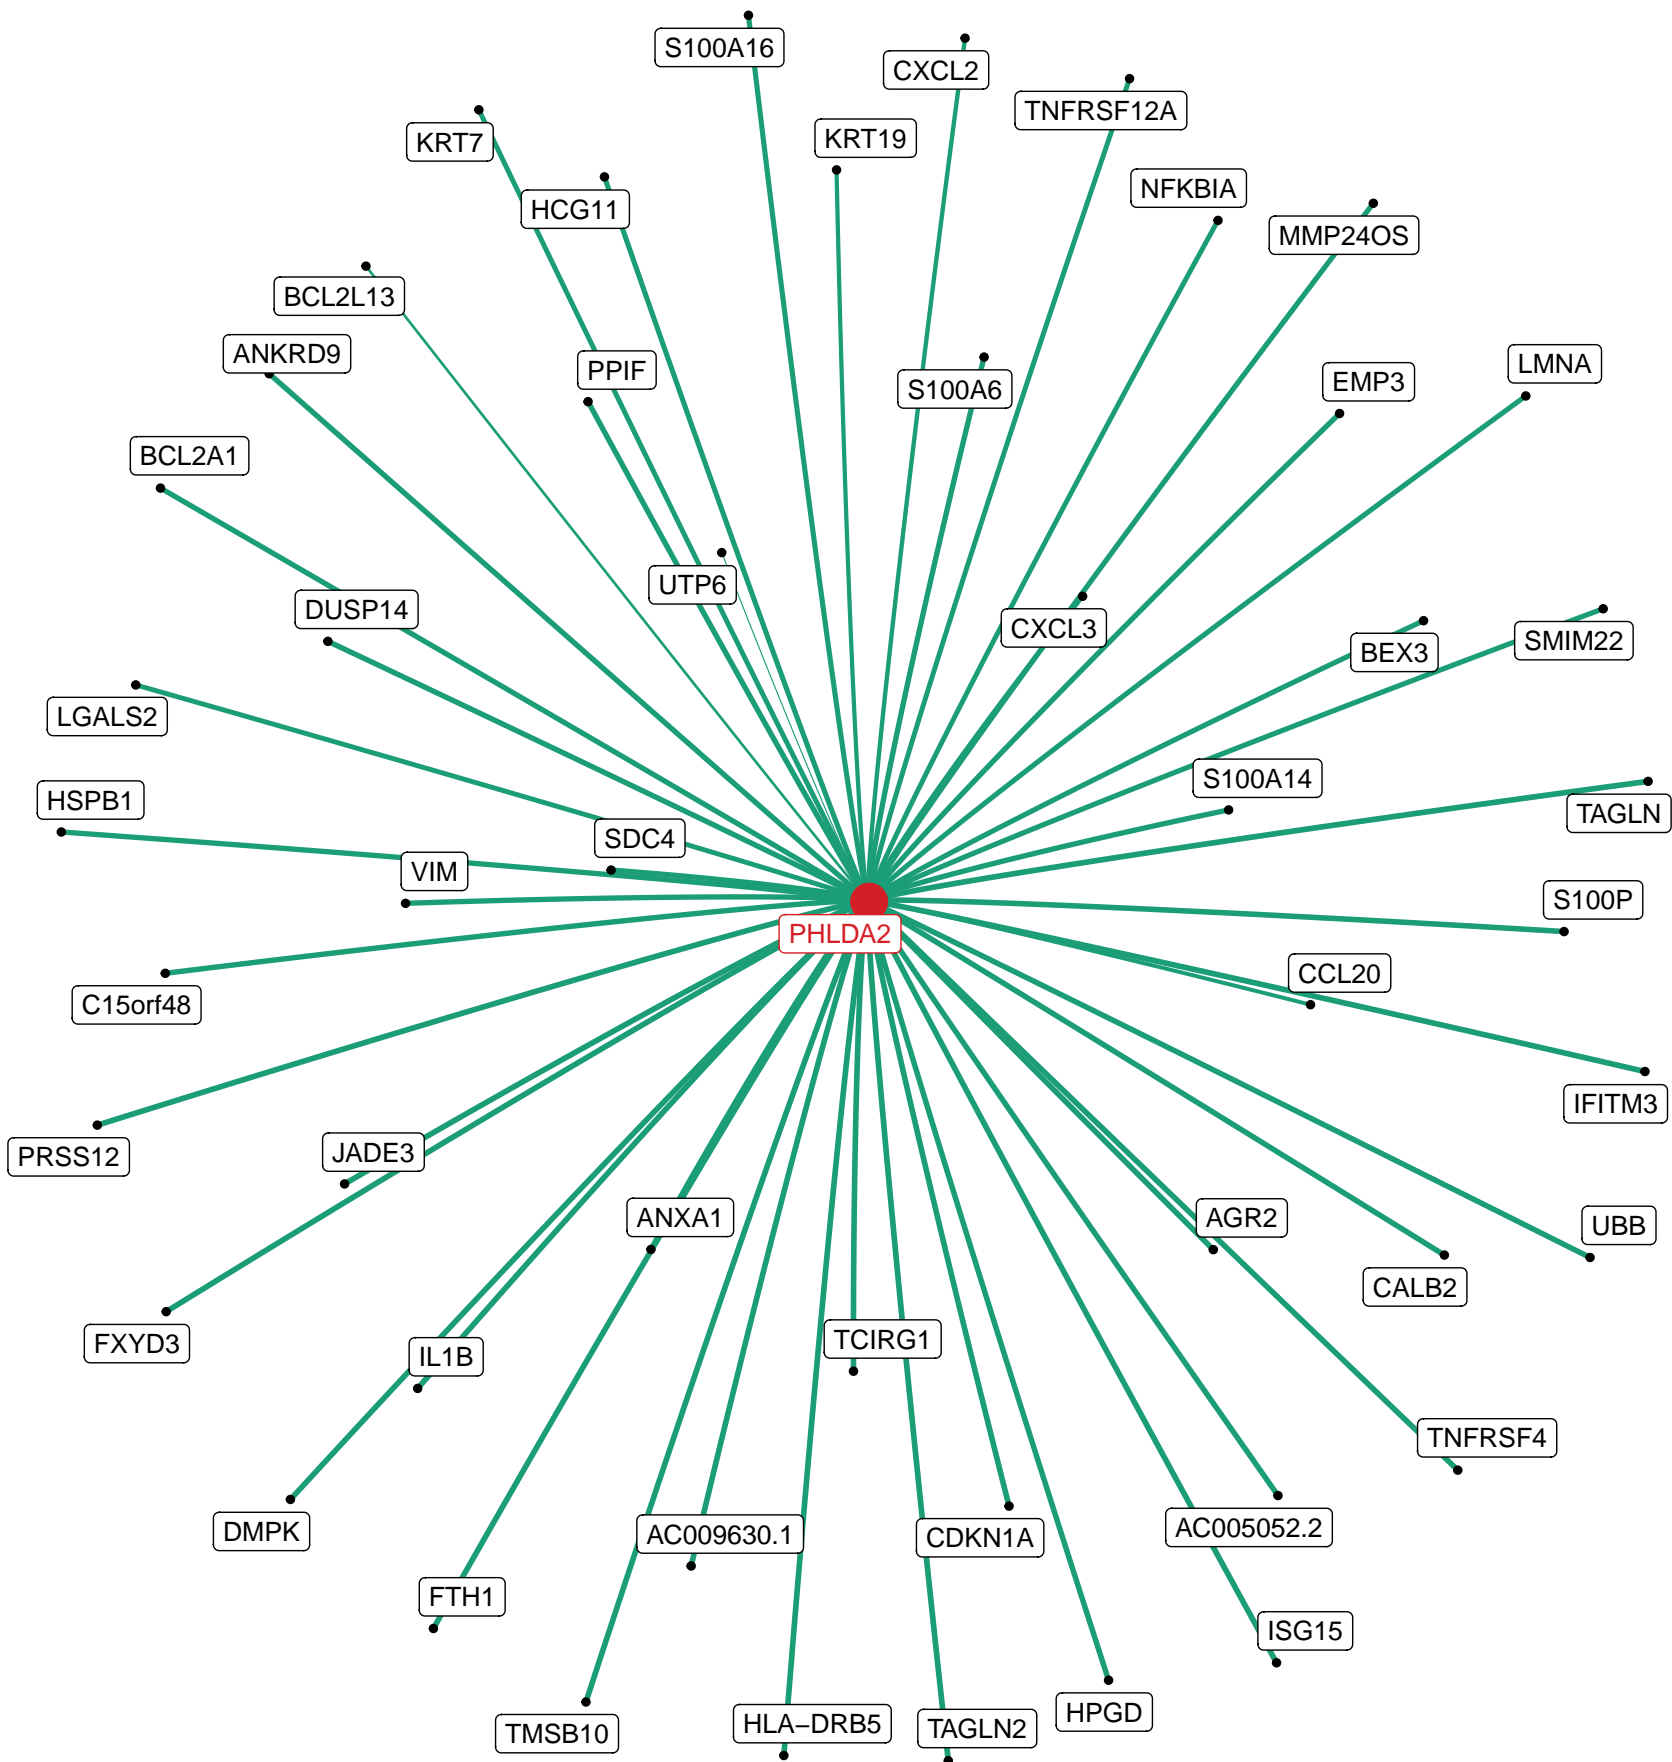 S100A16
CXCL2
TNFRSF12A
KRT7
KRT19
NFKBIA
HCG11
MMP24OS
BCL2L13
ANKRD9
PPIF
LMNA
EMP3
S100A6
BCL2A1
UTP6
DUSP14
CXCL3
SMIM22
BEX3
LGALS2
S100A14
HSPB1
TAGLN
SDC4
VIM
S100P
PHLDA2
CCL20
C15orf48
IFITM3
PRSS12
JADE3
ANXA1
AGR2
UBB
CALB2
FXYD3
TCIRG1
IL1B
TNFRSF4
DMPK
AC009630.1
CDKN1A
AC005052.2
FTH1
ISG15
HPGD
HLA−DRB5
TAGLN2
TMSB10